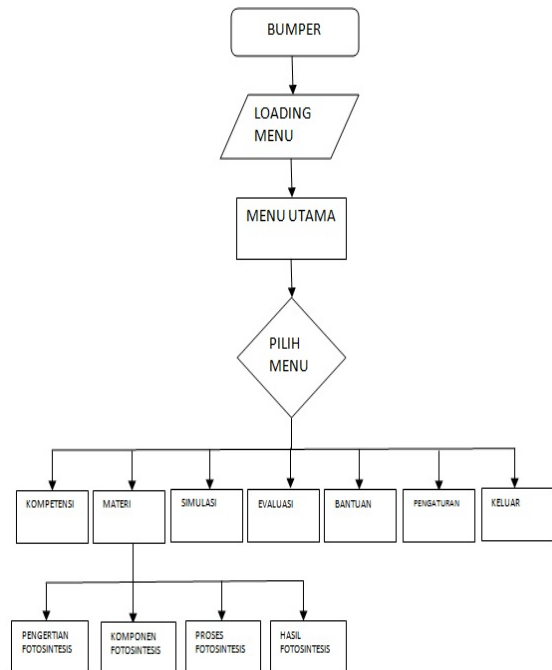 BUMPER
LOADING
MENU
MENU UTAMA
PILIH
MENU
KOMPETENSI
MATERI
SIMULASI
EVALUASI
BANTUAN
PENGATURAN
KELUAR
PENGERTIAN
FOTOSINTESIS
KOMPONEN
FOTOSINTESIS
PROSES
FOTOSINTESIS
HASIL
FOTOSINTESIS